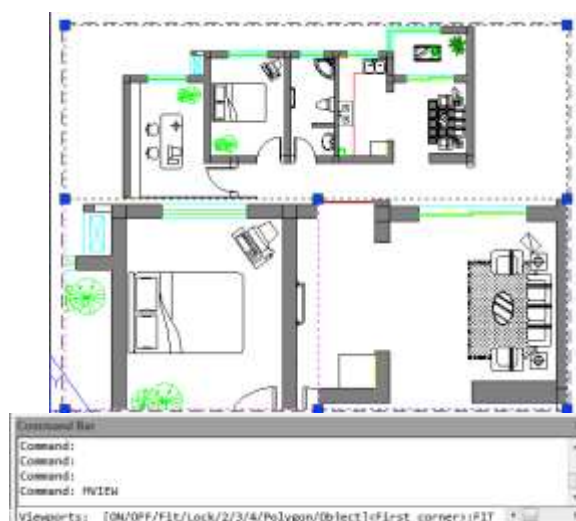 Command Bar
Command:
Command:
Command:
Command: MVIEW
Viewports: [ON/OFF/Fit/Lock/2/3/4/Polygon/Object]<First corner>:FIT